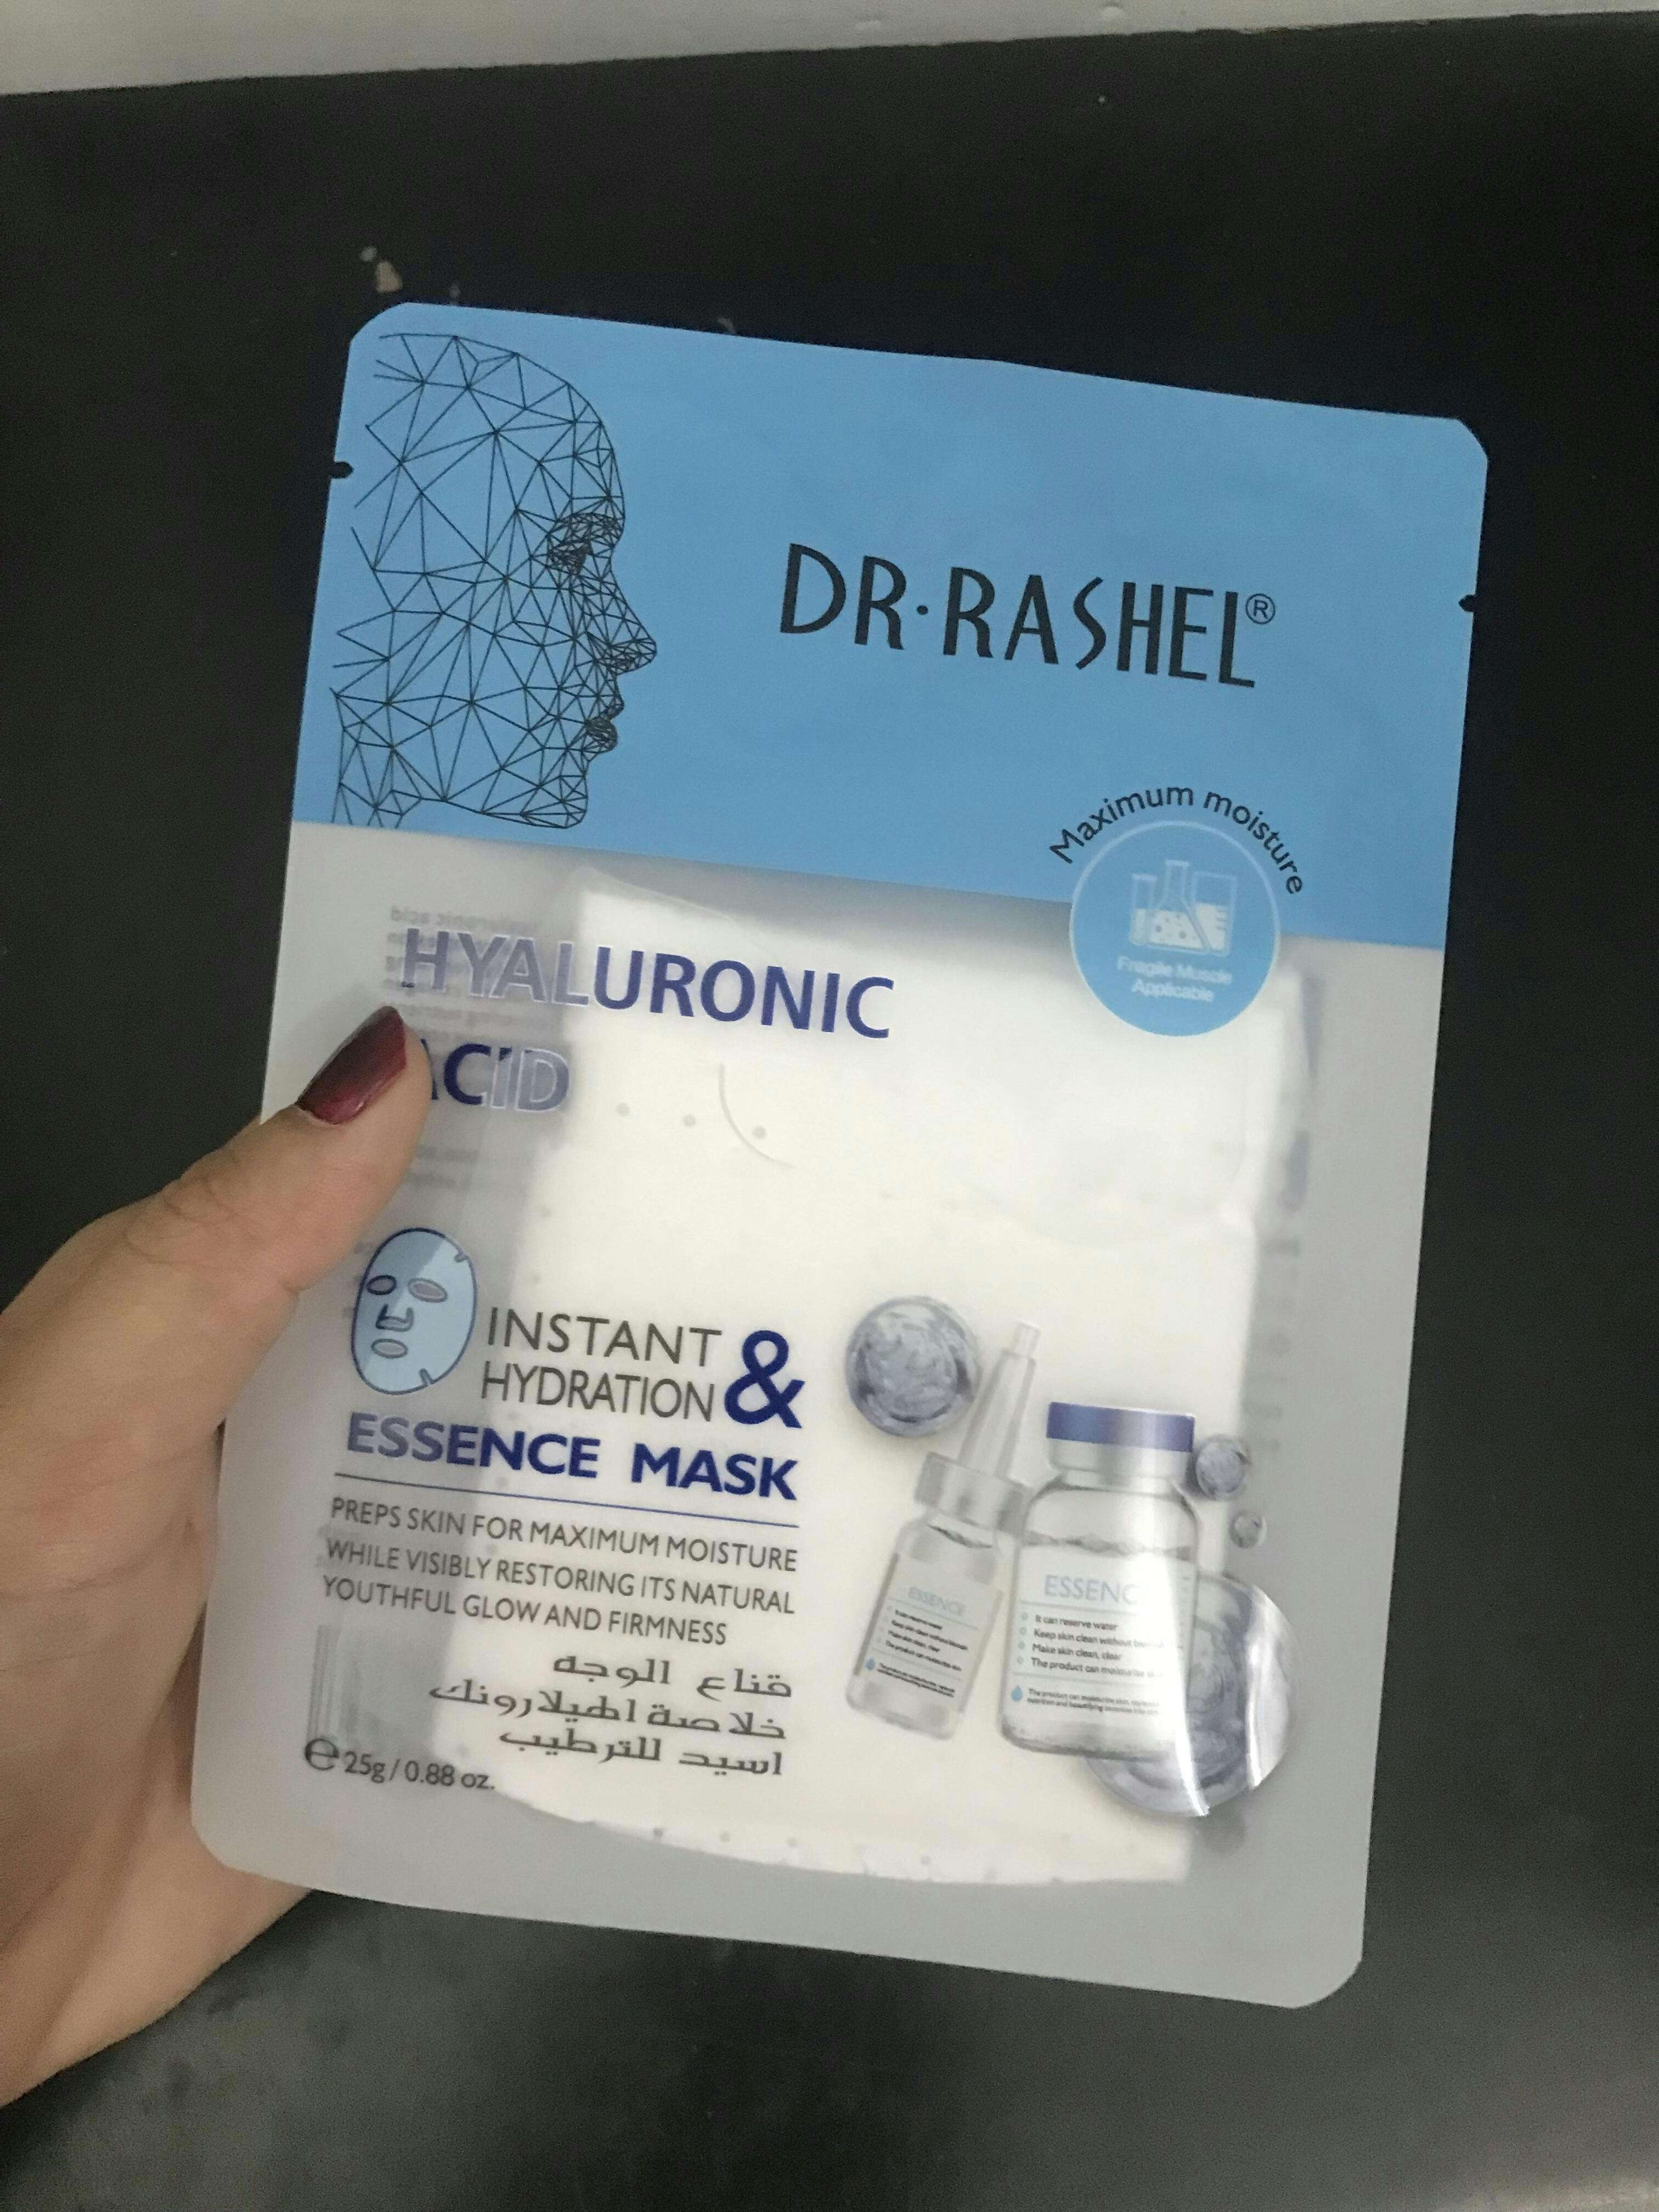 DR·RASHEL®
Maximum moisture
Fragile Muscle
Applicable
HYALURONIC
ACID
INSTANT
HYDRATION &
ESSENCE MASK
PREPS SKIN FOR MAXIMUM MOISTURE
WHILE VISIBLY RESTORING ITS NATURAL
YOUTHFUL GLOW AND FIRMNESS
قناع الوجه
خلاصة الهيلارونك
اسيد للترطيب
℮ 25g / 0.88 oz.
ESSENCE
ESSENC
It can reserve water
Keep skin clean without
Make skin clean, clear
The product can moisturise